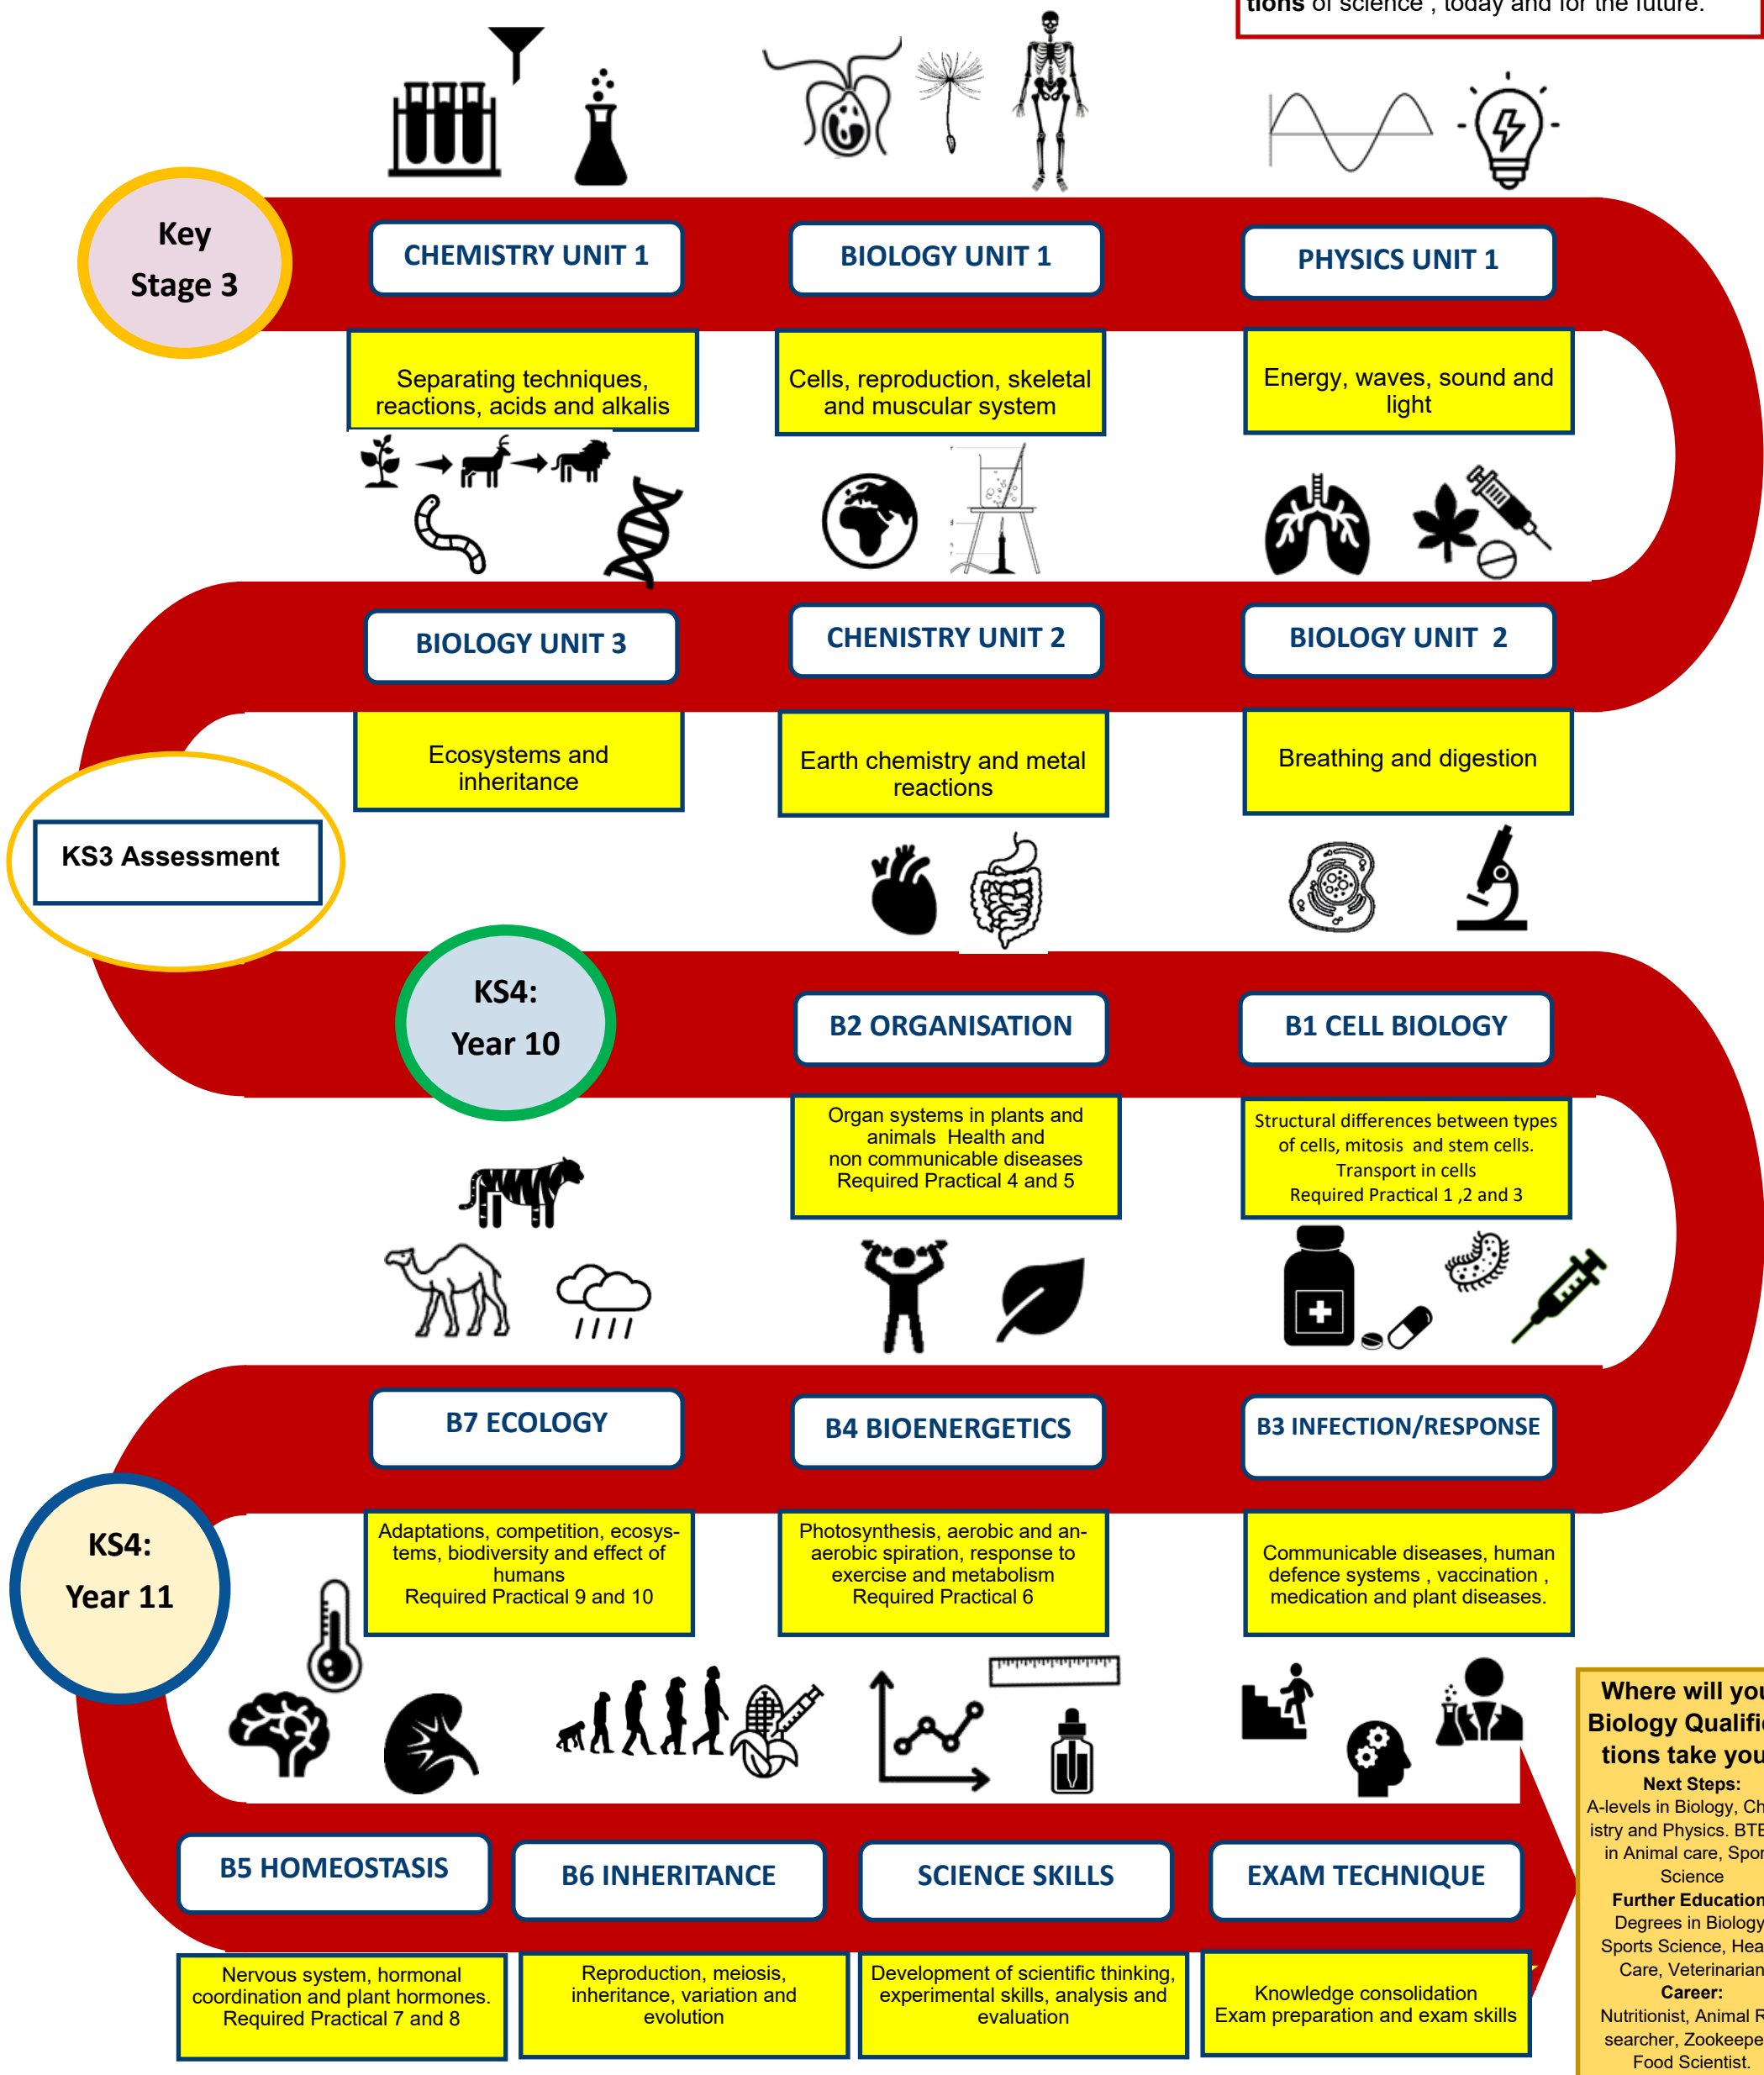 tions of science , today and for the future.
Key
Stage 3
CHEMISTRY UNIT 1
BIOLOGY UNIT 1
PHYSICS UNIT 1
Separating techniques,
reactions, acids and alkalis
Cells, reproduction, skeletal
and muscular system
Energy, waves, sound and
light
BIOLOGY UNIT 3
CHENISTRY UNIT 2
BIOLOGY UNIT 2
Ecosystems and
inheritance
Earth chemistry and metal
reactions
Breathing and digestion
KS3 Assessment
KS4:
Year 10
B2 ORGANISATION
B1 CELL BIOLOGY
Organ systems in plants and
animals Health and
non communicable diseases
Required Practical 4 and 5
Structural differences between types
of cells, mitosis and stem cells.
Transport in cells
Required Practical 1 ,2 and 3
B7 ECOLOGY
B4 BIOENERGETICS
B3 INFECTION/RESPONSE
KS4:
Year 11
Adaptations, competition, ecosys-
tems, biodiversity and effect of
humans
Required Practical 9 and 10
Photosynthesis, aerobic and an-
aerobic spiration, response to
exercise and metabolism
Required Practical 6
Communicable diseases, human
defence systems , vaccination ,
medication and plant diseases.
B5 HOMEOSTASIS
B6 INHERITANCE
SCIENCE SKILLS
EXAM TECHNIQUE
Nervous system, hormonal
coordination and plant hormones.
Required Practical 7 and 8
Reproduction, meiosis,
inheritance, variation and
evolution
Development of scientific thinking,
experimental skills, analysis and
evaluation
Knowledge consolidation
Exam preparation and exam skills
Where will you
Biology Qualific
tions take you
Next Steps:
A-levels in Biology, Ch
istry and Physics. BTE
in Animal care, Spor
Science
Further Education
Degrees in Biology
Sports Science, Hea
Care, Veterinarian
Career:
Nutritionist, Animal R
searcher, Zookeepe
Food Scientist.